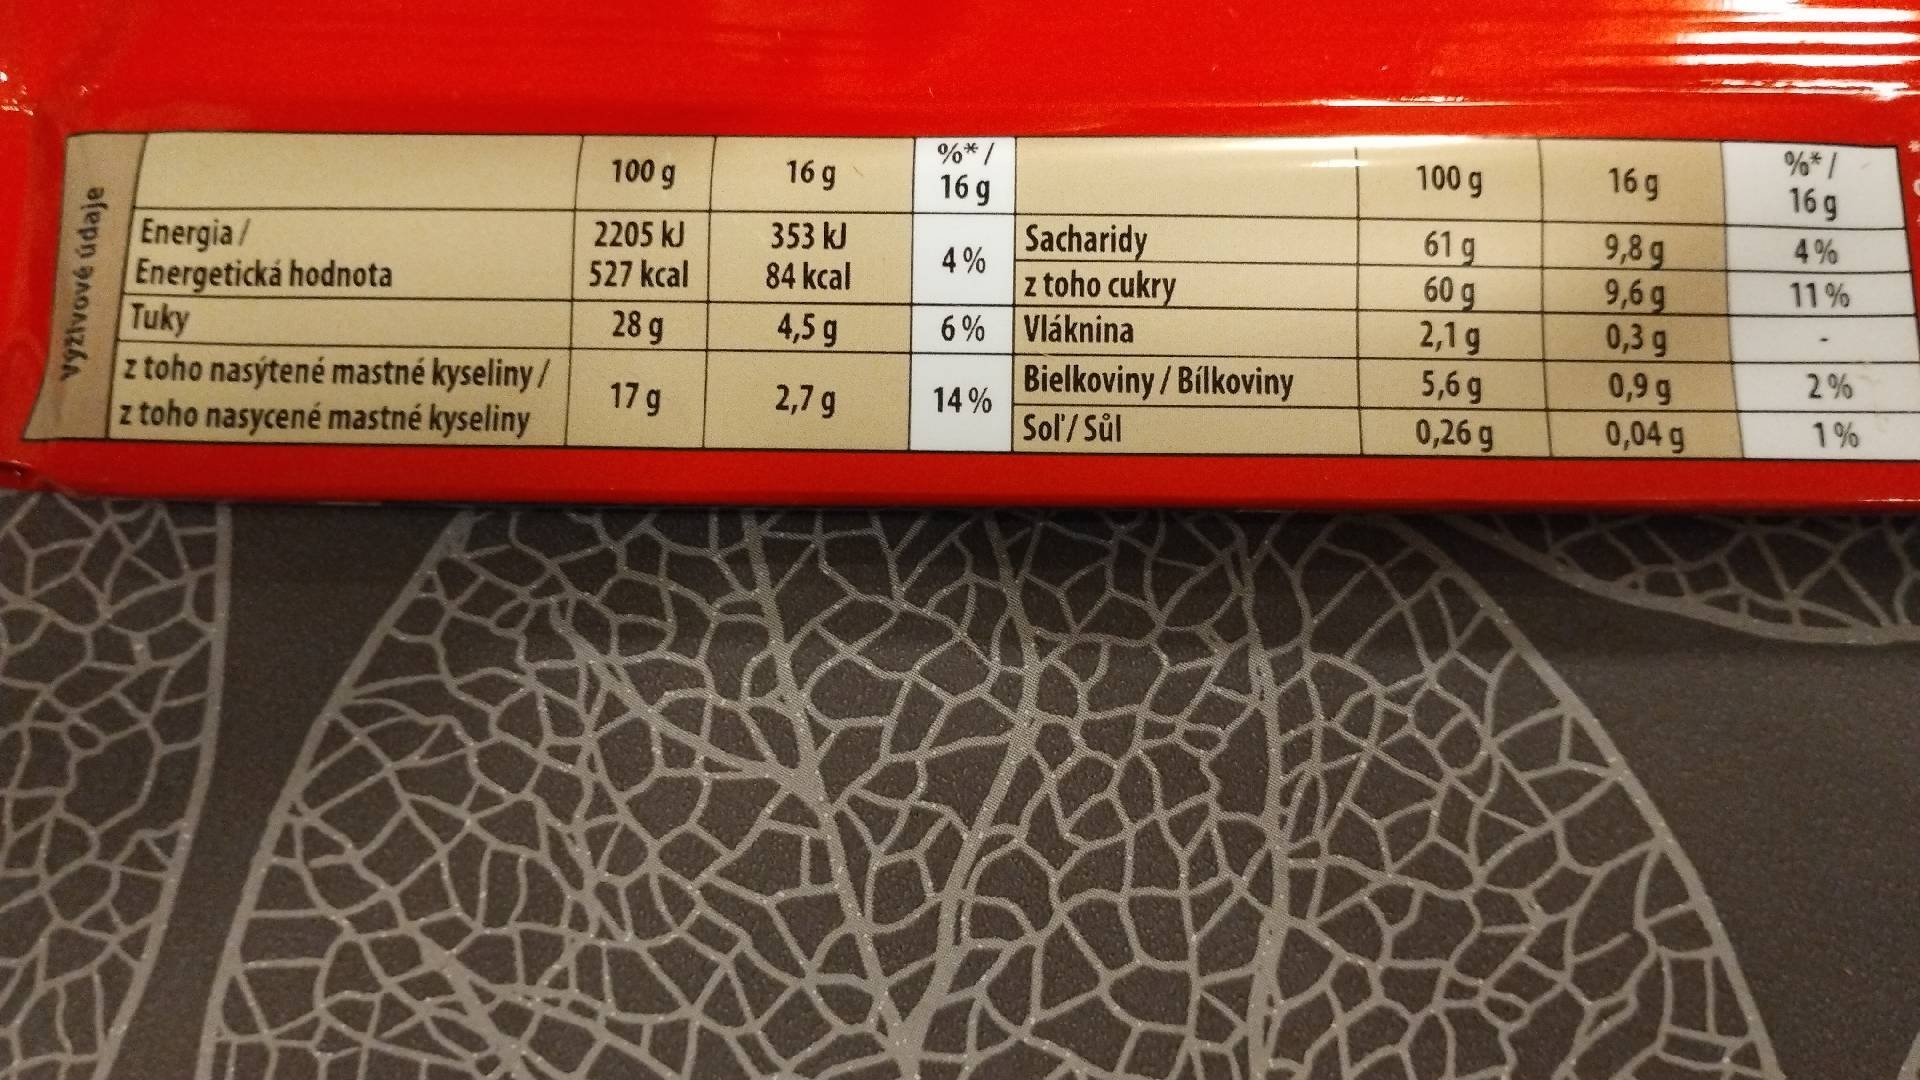 Výživové údaje
100 g 16 g %* / 16 g
Energia / Energetická hodnota 2205 kJ 527 kcal 353 kJ 84 kcal 4 %
Tuky 28 g 4,5 g 6 %
z toho nasýtené mastné kyseliny / z toho nasycené mastné kyseliny 17 g 2,7 g 14 %
100 g 16 g %* / 16 g
Sacharidy 61 g 9,8 g 4 %
z toho cukry 60 g 9,6 g 11 %
Vláknina 2,1 g 0,3 g -
Bielkoviny / Bílkoviny 5,6 g 0,9 g 2 %
Soľ / Sůl 0,26 g 0,04 g 1 %